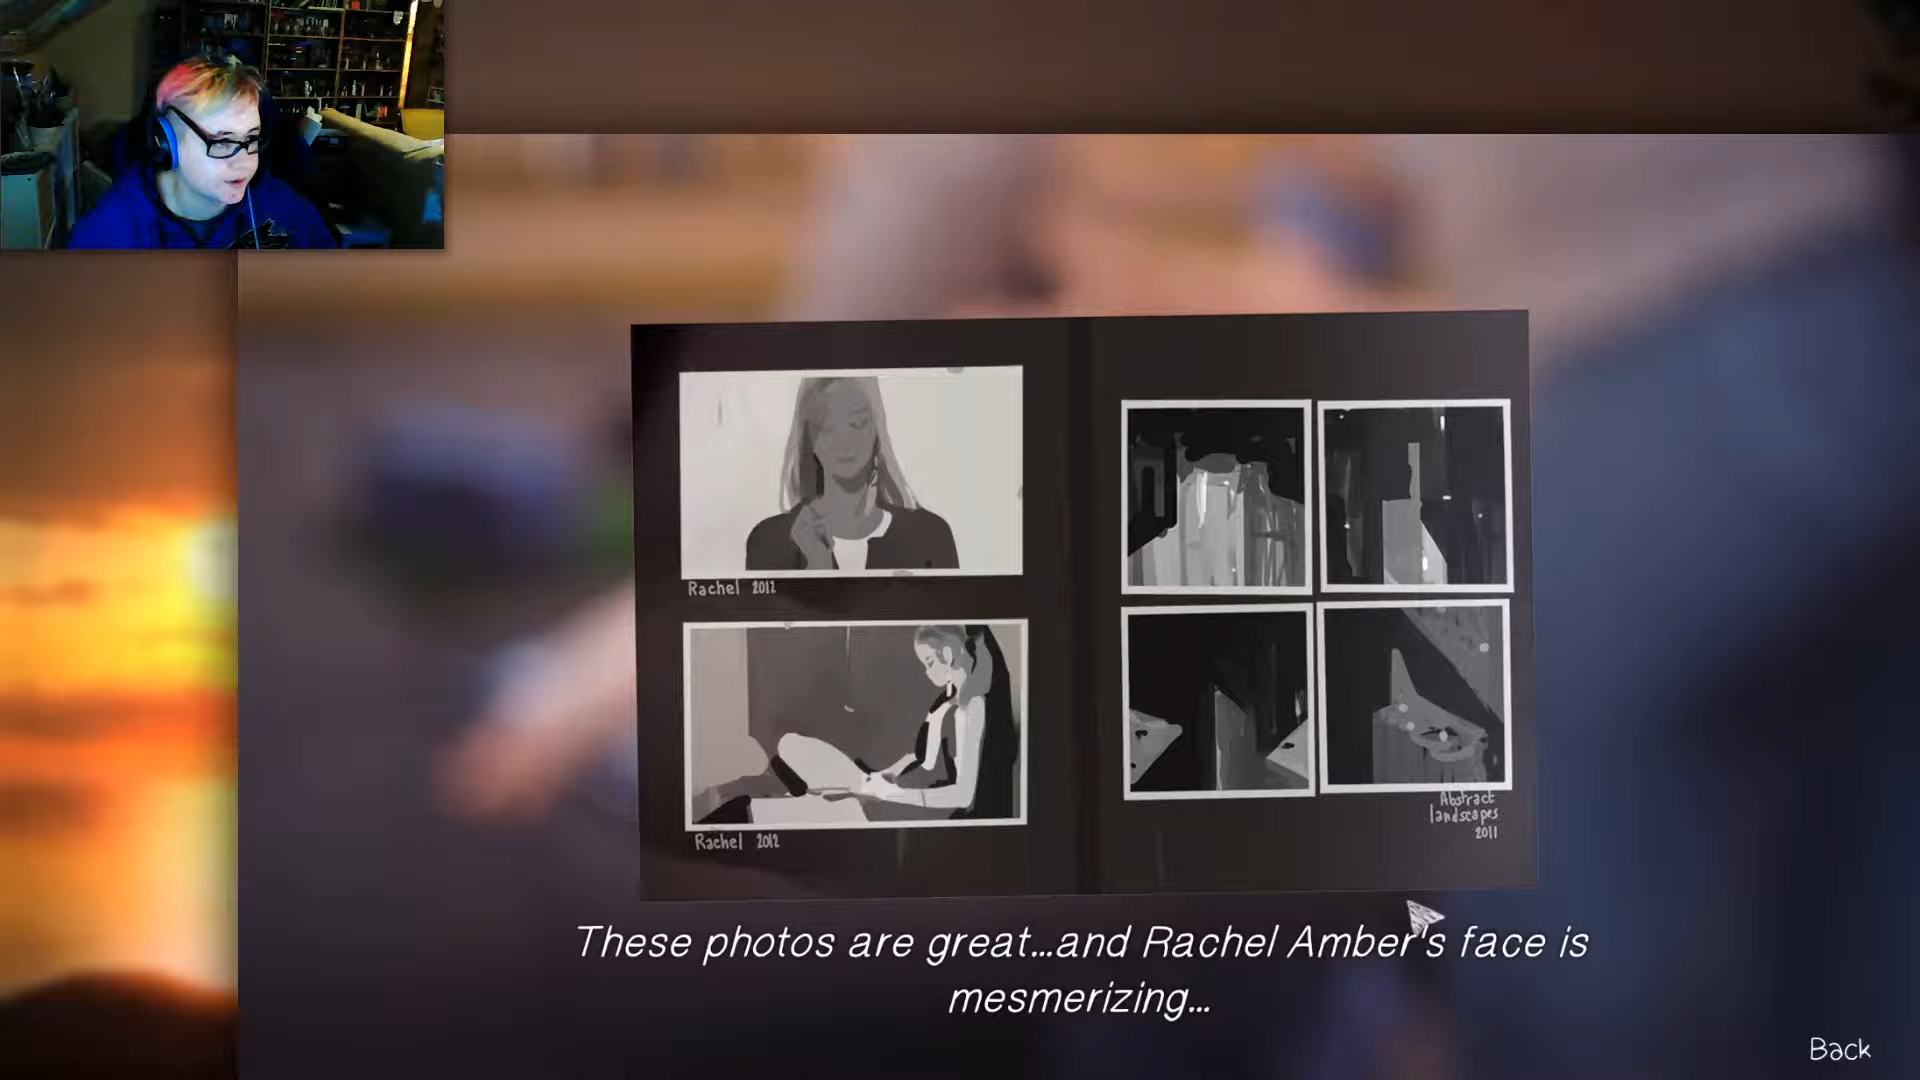 Rachel 2012
Rachel 2012
Abstract
landscapes
2011
These photos are great...and Rachel Amber's face is
mesmerizing...
Back